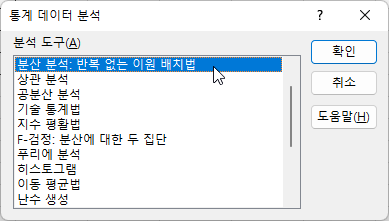 통계 데이터 분석
?
분석 도구(A)
분산 분석: 반복 없는 이원 배치법
상관 분석
공분산 분석
기술 통계법
지수 평활법
F-검정: 분산에 대한 두 집단
푸리에 분석
히스토그램
이동 평균법
난수 생성
확인
취소
도움말(H)